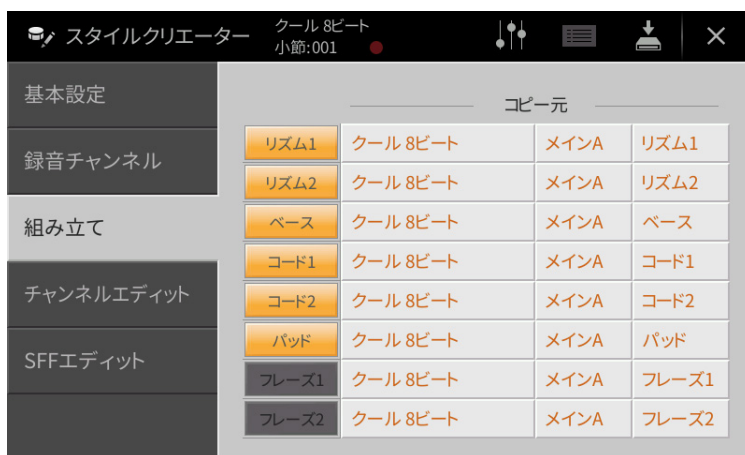 スタイルクリエーター
クール 8ビート
小節:001
基本設定
録音チャンネル
組み立て
チャンネルエディット
SFFエディット
コピー元
リズム1 クール 8ビート メインA リズム1
リズム2 クール 8ビート メインA リズム2
ベース クール 8ビート メインA ベース
コード1 クール 8ビート メインA コード1
コード2 クール 8ビート メインA コード2
パッド クール 8ビート メインA パッド
フレーズ1 クール 8ビート メインA フレーズ1
フレーズ2 クール 8ビート メインA フレーズ2